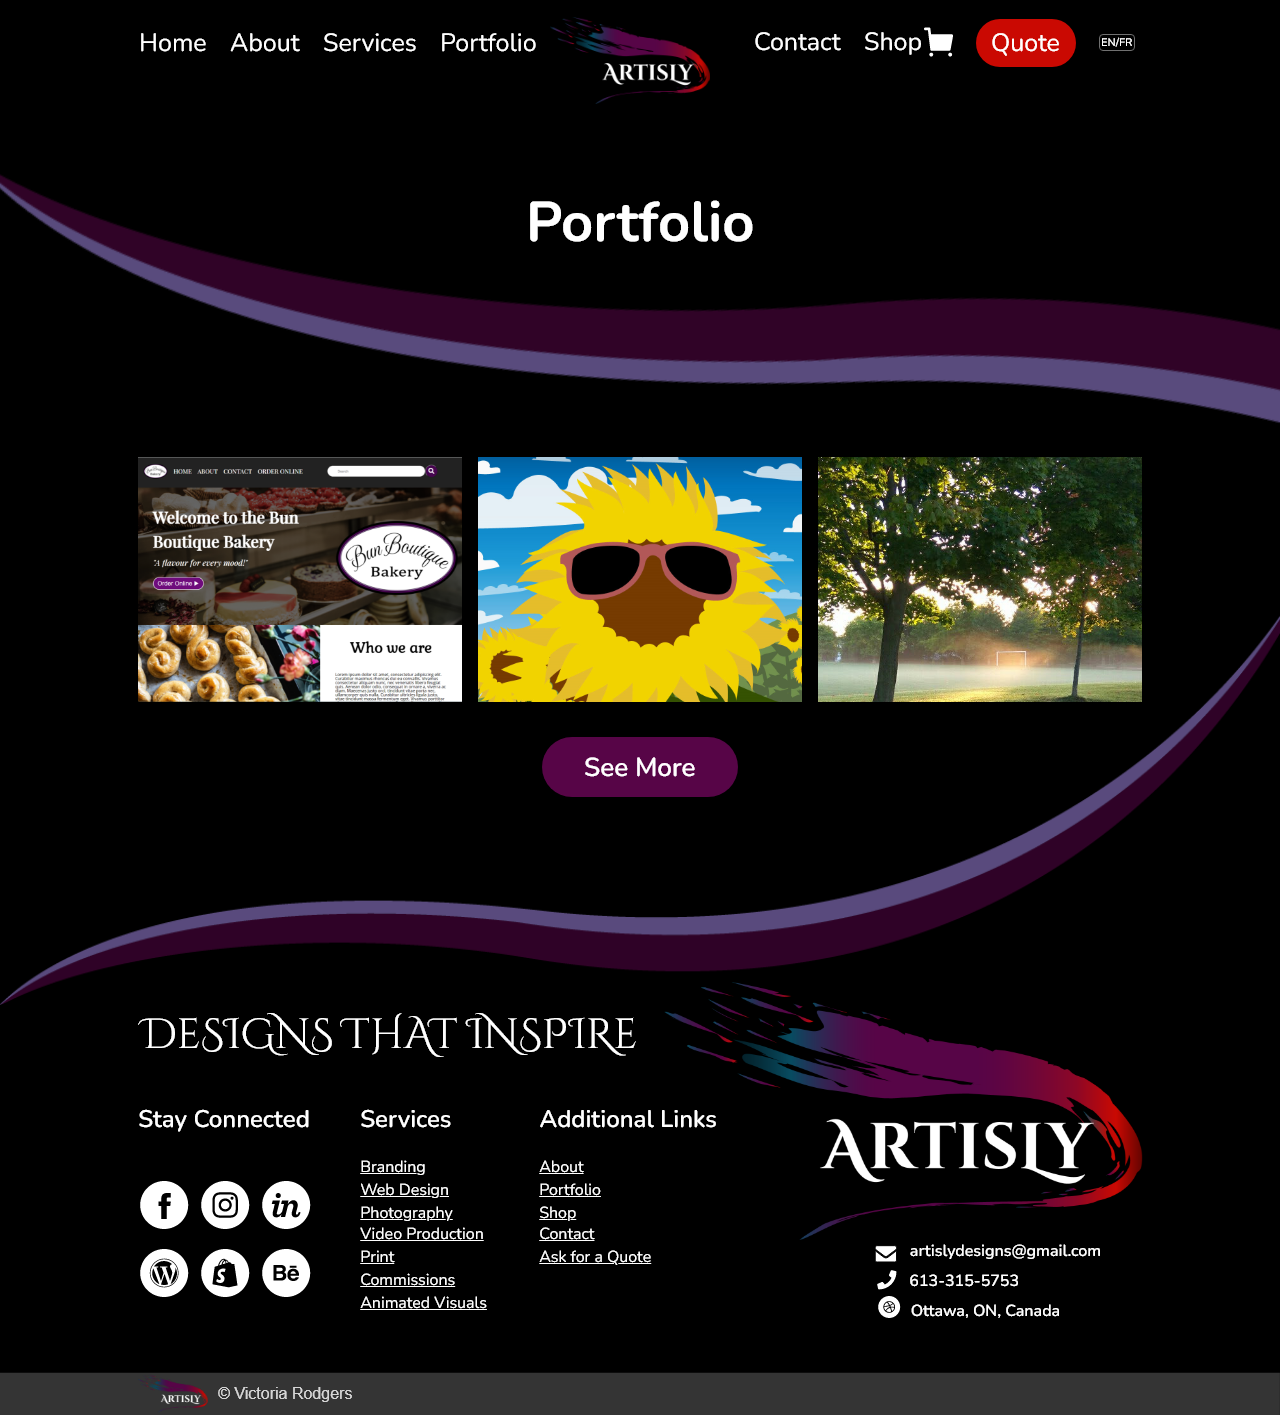 Home About Services Portfolio ARTISLY Contact Shop Quote EN/FR
Portfolio
HOME ABOUT CONTACT ORDER ONLINE
Welcome to the Bun
Boutique Bakery
"A flavour for every mood!"
Order Online
Bun Boutique
Bakery
Who we are
See More
DESIGNS THAT INSPIRE
ARTISLY
Stay Connected
Services
Branding
Web Design
Photography
Video Production
Print
Commissions
Animated Visuals
Additional Links
About
Portfolio
Shop
Contact
Ask for a Quote
artislydesigns@gmail.com
613-315-5753
Ottawa, ON, Canada
ARTISLY © Victoria Rodgers